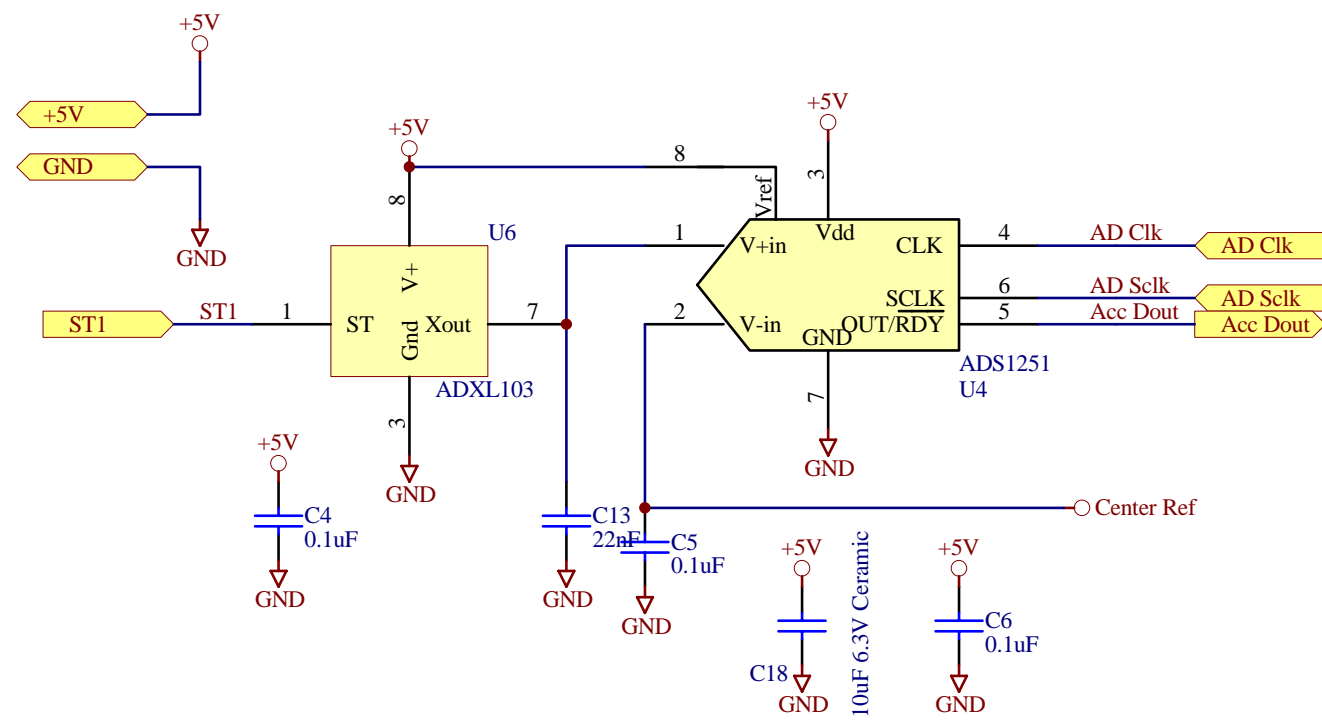 +5V
+5V
GND
GND
+5V
8
8
Vref
+5V
3
U6
V+
ST1
ST1
1
ST
Gnd
Xout
7
3
ADXL103
GND
1
V+in
2
V-in
Vdd
CLK
SCLK
OUT/RDY
GND
4
AD Clk
AD Clk
6
AD Sclk
AD Sclk
5
Acc Dout
Acc Dout
ADS1251
U4
7
GND
+5V
C4
0.1uF
GND
C13
22nF
GND
C5
0.1uF
GND
Center Ref
+5V
C18
GND
10uF 6.3V Ceramic
+5V
C6
0.1uF
GND